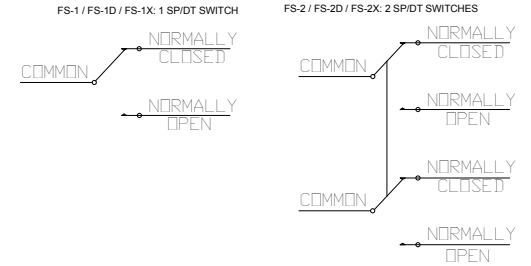 FS-1 / FS-1D / FS-1X: 1 SP/DT SWITCH
NORMALLY
CLOSED
COMMON
NORMALLY
OPEN
FS-2 / FS-2D / FS-2X: 2 SP/DT SWITCHES
NORMALLY
CLOSED
COMMON
NORMALLY
OPEN
NORMALLY
CLOSED
COMMON
NORMALLY
OPEN